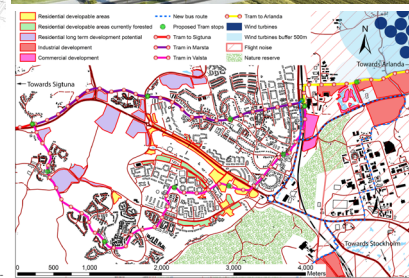 Residential developable areas
Residential developable areas currently forested
Residential long term development potential
Industrial development
Commercial development
New bus route
Proposed Tram stops
Tram to Sigtuna
Tram in Marsta
Tram in Valsta
Tram to Arlanda
Wind turbines
Wind turbines buffer 500m
Flight noise
Nature reserve
N
N
Towards Arlanda
Towards Sigtuna
Towards Stockholm
0 500 1,000 2,000 3,000 4,000
Meters